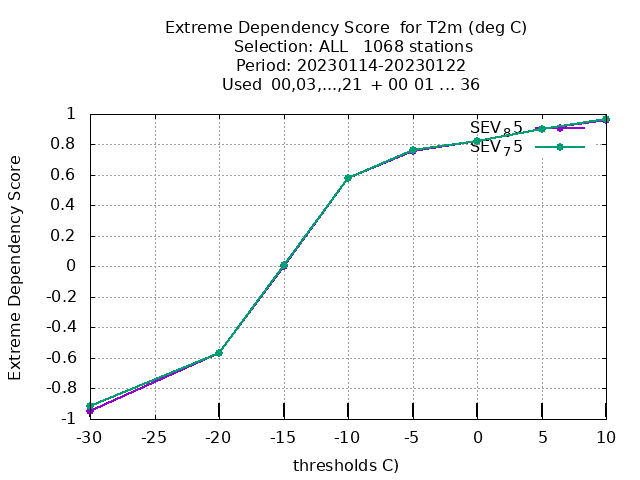 Extreme Dependency Score  for T2m (deg C)
Selection: ALL   1068 stations
Period: 20230114-20230122
Used  00,03,...,21  + 00 01 ... 36
Extreme Dependency Score
1
0.8
0.6
0.4
0.2
0
-0.2
-0.4
-0.6
-0.8
-1
SEV85
SEV75
-30 -25 -20 -15 -10 -5 0 5 10
thresholds C)